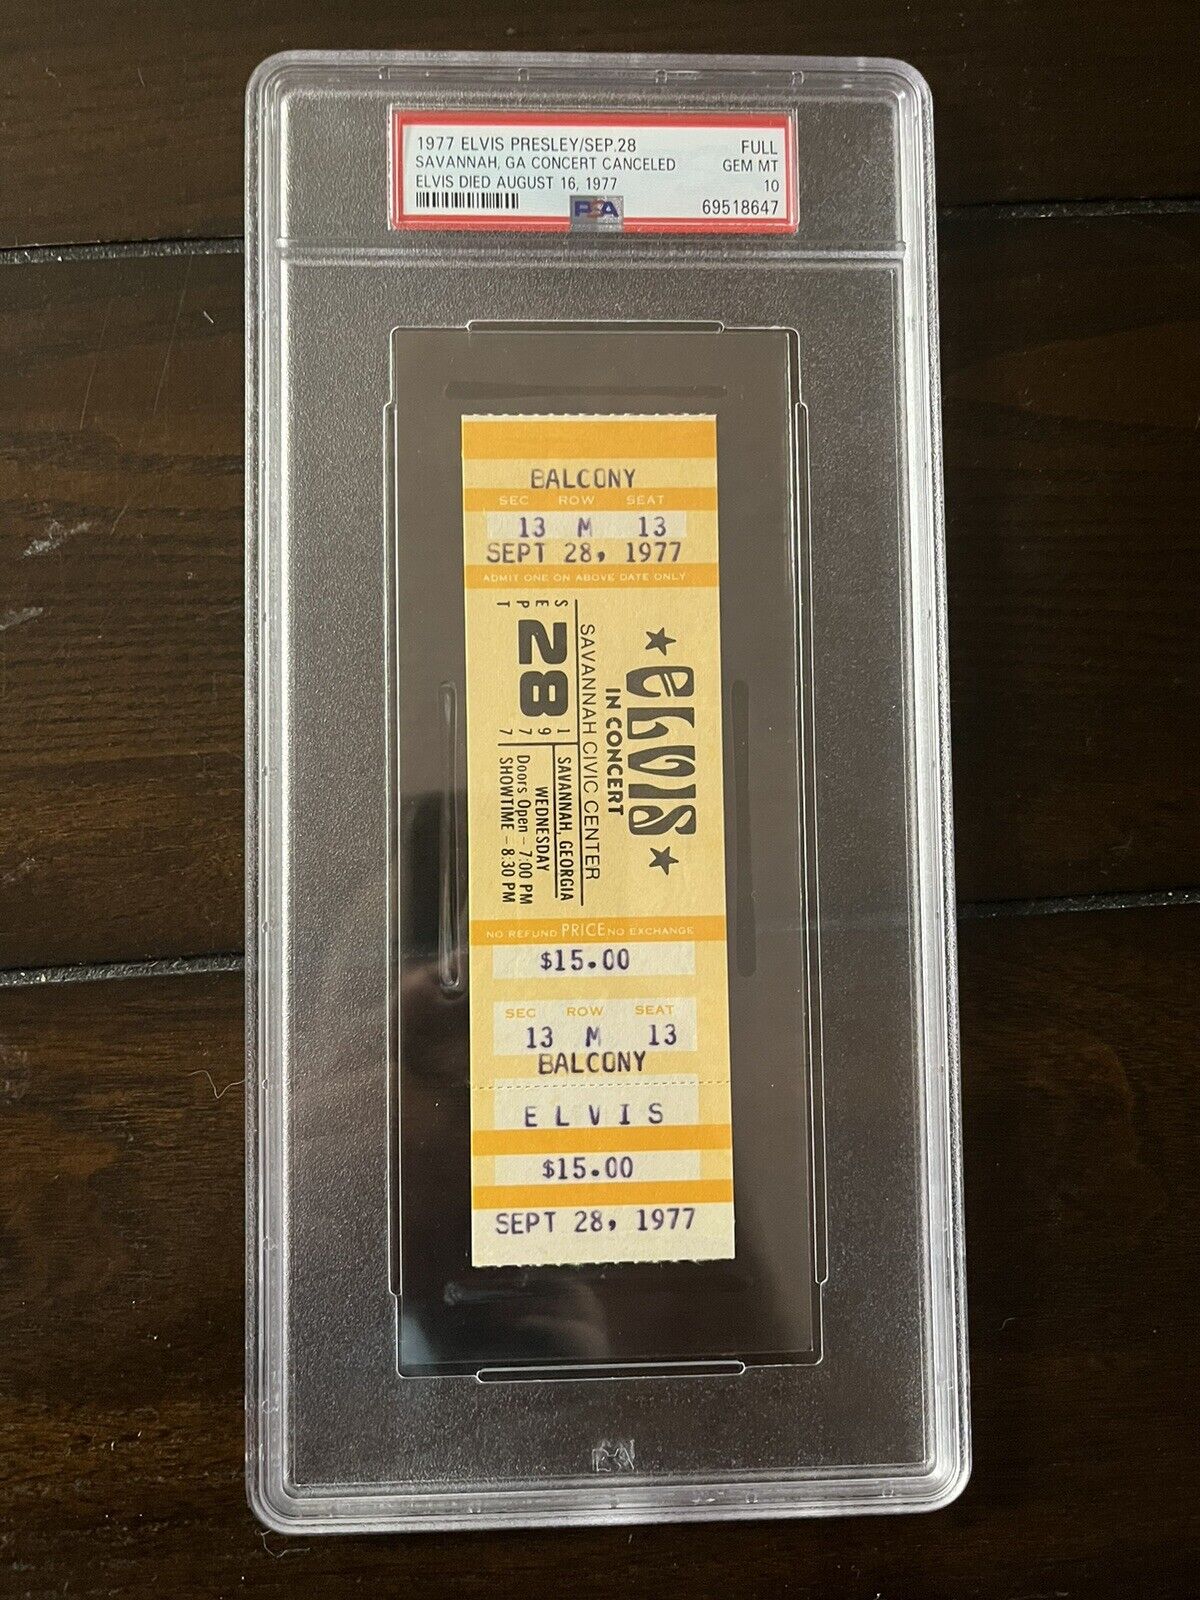 1977 ELVIS PRESLEY/SEP.28 FULL
SAVANNAH, GA CONCERT CANCELED GEM MT
ELVIS DIED AUGUST 16, 1977 10
PSA 69518647
BALCONY
SEC ROW SEAT
13 M 13
SEPT 28, 1977
ADMIT ONE ON ABOVE DATE ONLY
★ ELVIS ★
IN CONCERT
SAVANNAH CIVIC CENTER
SEPT 28 1977
SAVANNAH, GEORGIA
WEDNESDAY
Doors Open - 7:00 PM
SHOWTIME - 8:30 PM
NO REFUND PRICE NO EXCHANGE
$15.00
SEC ROW SEAT
13 M 13
BALCONY
ELVIS
$15.00
SEPT 28, 1977